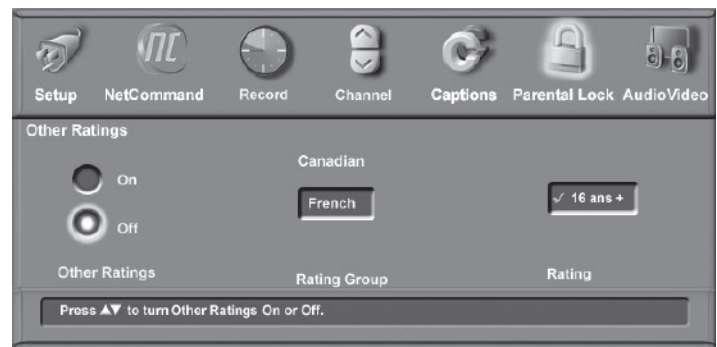 NC
Setup NetCommand Record Channel Captions Parental Lock AudioVideo
Other Ratings
On
Off
Other Ratings
Canadian
French
Rating Group
✓ 16 ans +
Rating
Press ▲▼ to turn Other Ratings On or Off.